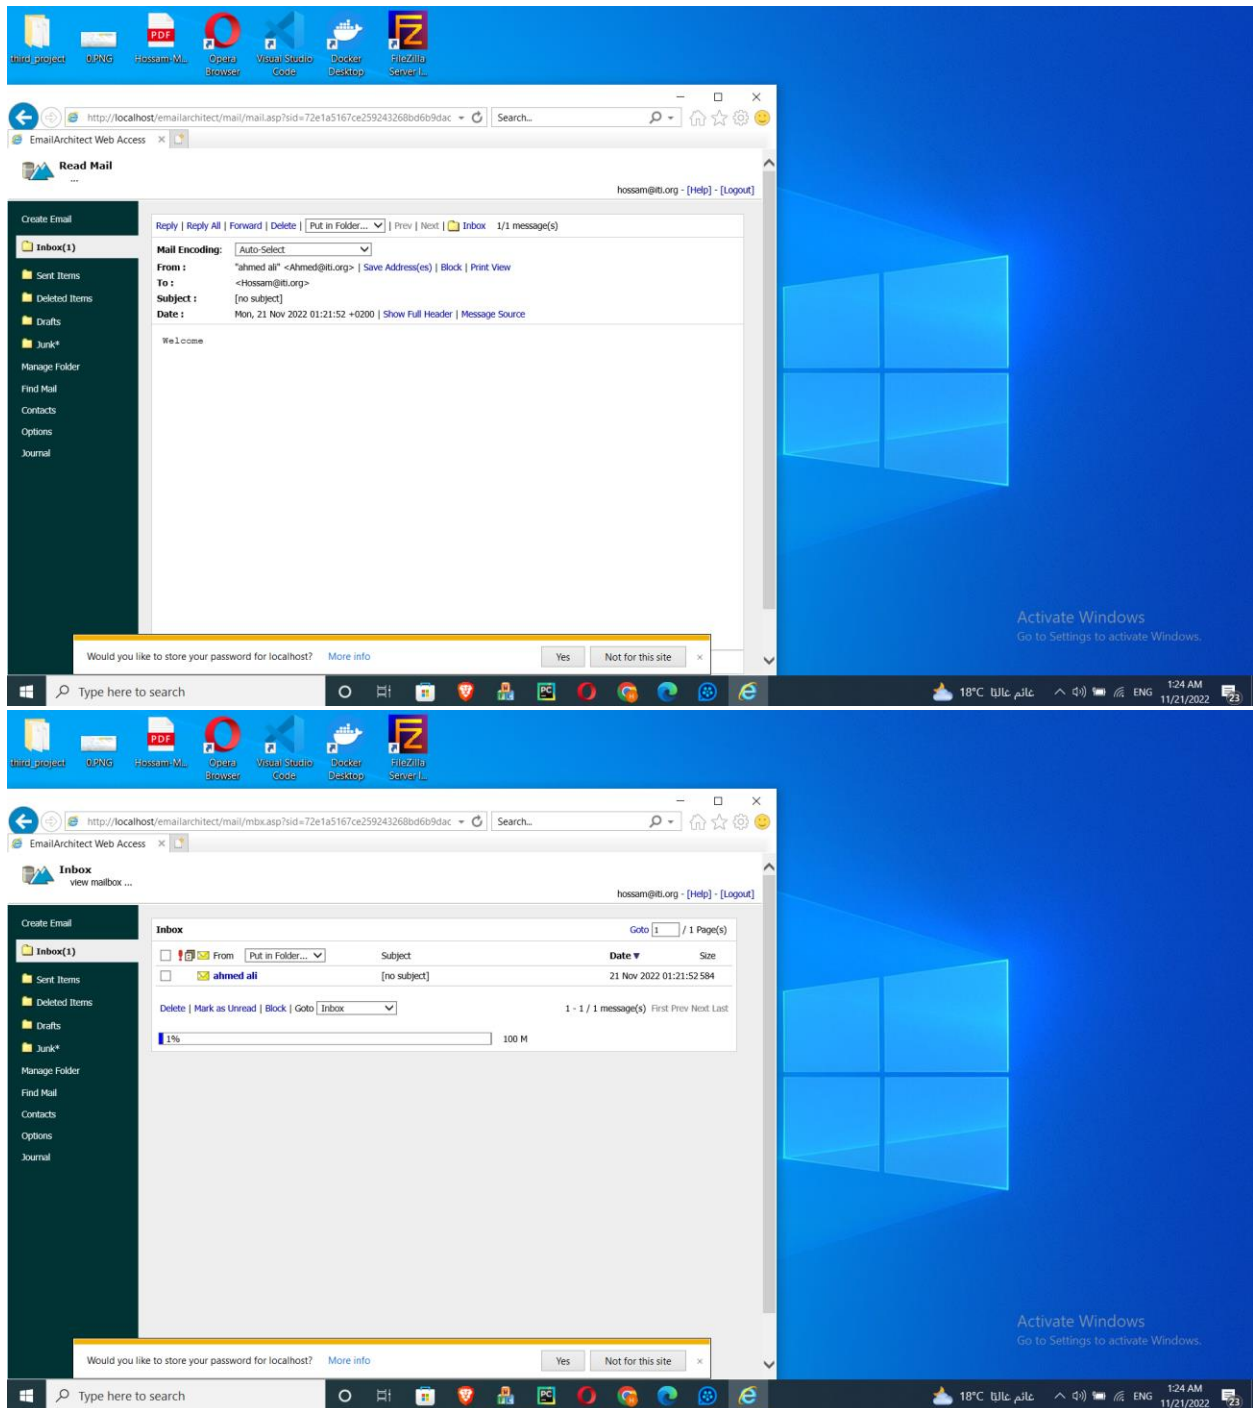 third_project 0.PNG Hossam-M... Opera Browser Visual Studio Code Docker Desktop FileZilla Server I...
PDF
http://localhost/emailarchitect/mail/mail.asp?sid=72e1a5167ce259243268bd6b9dac Search...
EmailArchitect Web Access
Read Mail
...
hossam@iti.org - [Help] - [Logout]
Create Email
Inbox(1)
Sent Items
Deleted Items
Drafts
Junk*
Manage Folder
Find Mail
Contacts
Options
Journal
Reply | Reply All | Forward | Delete | Put in Folder... | Prev | Next | Inbox 1/1 message(s)
Mail Encoding: Auto-Select
From : "ahmed ali" <Ahmed@iti.org> | Save Address(es) | Block | Print View
To : <Hossam@iti.org>
Subject : [no subject]
Date : Mon, 21 Nov 2022 01:21:52 +0200 | Show Full Header | Message Source
Welcome
Activate Windows
Go to Settings to activate Windows.
Would you like to store your password for localhost? More info Yes Not for this site ×
Type here to search 18°C غائم غالبًا ENG 1:24 AM
11/21/2022 23
third_project 0.PNG Hossam-M... Opera Browser Visual Studio Code Docker Desktop FileZilla Server I...
PDF
http://localhost/emailarchitect/mail/mbx.asp?sid=72e1a5167ce259243268bd6b9dac Search...
EmailArchitect Web Access
Inbox
view mailbox ...
hossam@iti.org - [Help] - [Logout]
Create Email
Inbox(1)
Sent Items
Deleted Items
Drafts
Junk*
Manage Folder
Find Mail
Contacts
Options
Journal
Inbox Goto 1 / 1 Page(s)
From Put in Folder... Subject Date ▼ Size
ahmed ali [no subject] 21 Nov 2022 01:21:52 584
Delete | Mark as Unread | Block | Goto Inbox 1 - 1 / 1 message(s) First Prev Next Last
1% 100 M
Activate Windows
Go to Settings to activate Windows.
Would you like to store your password for localhost? More info Yes Not for this site ×
Type here to search 18°C غائم غالبًا ENG 1:24 AM
11/21/2022 23